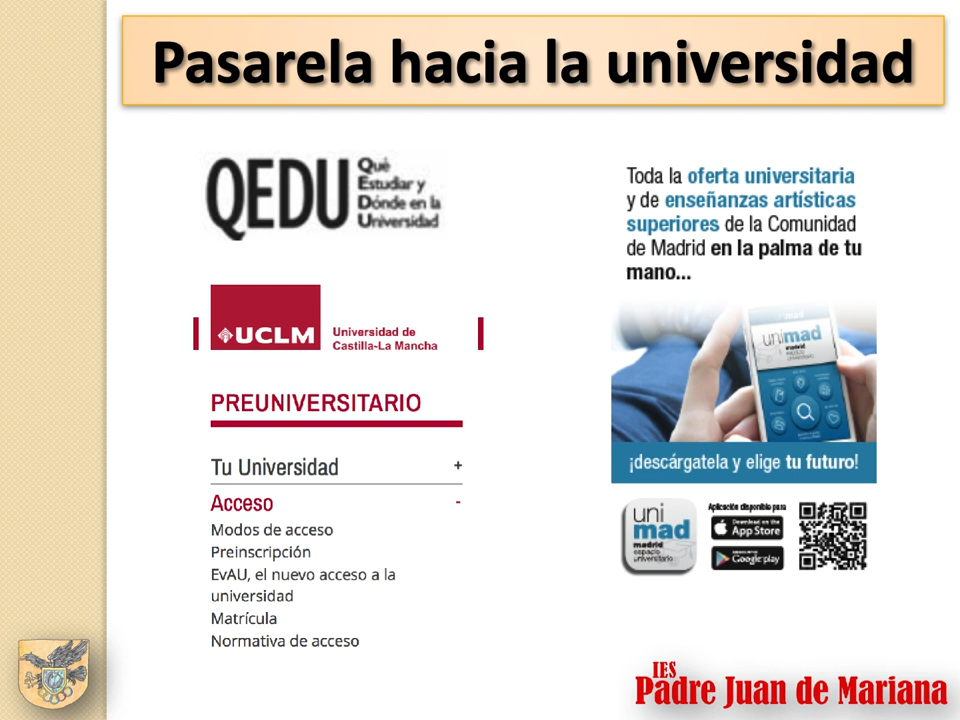 Pasarela hacia la universidad
QEDU
Qué
Estudiar y
Dónde en la
Universidad
UCLM
Universidad de
Castilla-La Mancha
PREUNIVERSITARIO
Tu Universidad +
Acceso -
Modos de acceso
Preinscripción
EvAU, el nuevo acceso a la
universidad
Matrícula
Normativa de acceso
Toda la oferta universitaria
y de enseñanzas artísticas
superiores de la Comunidad
de Madrid en la palma de tu
mano...
unimad
madrid
¡descárgatela y elige tu futuro!
uni
mad
madrid
espacio
universitario
Aplicación disponible para
Download on the
App Store
Google play
IES
Padre Juan de Mariana